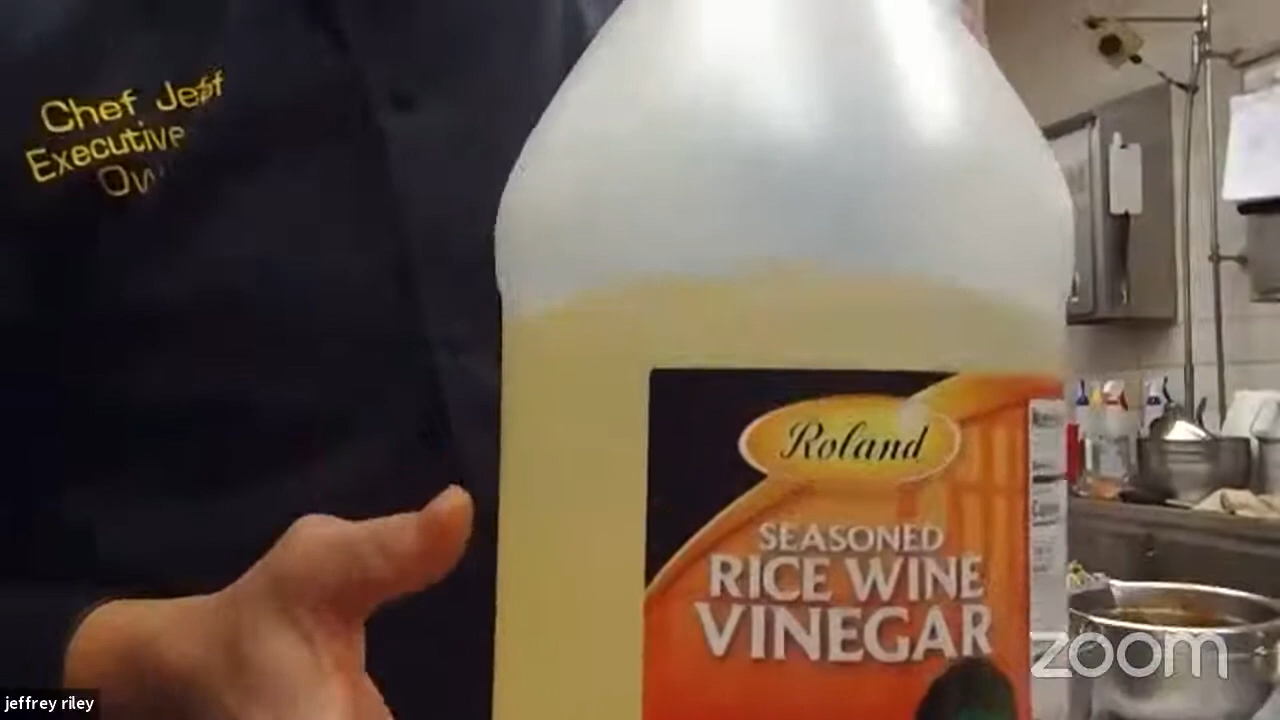 Chef Jeff
Executive
Roland
SEASONED
RICE WINE
VINEGAR
zoom
jeffrey riley